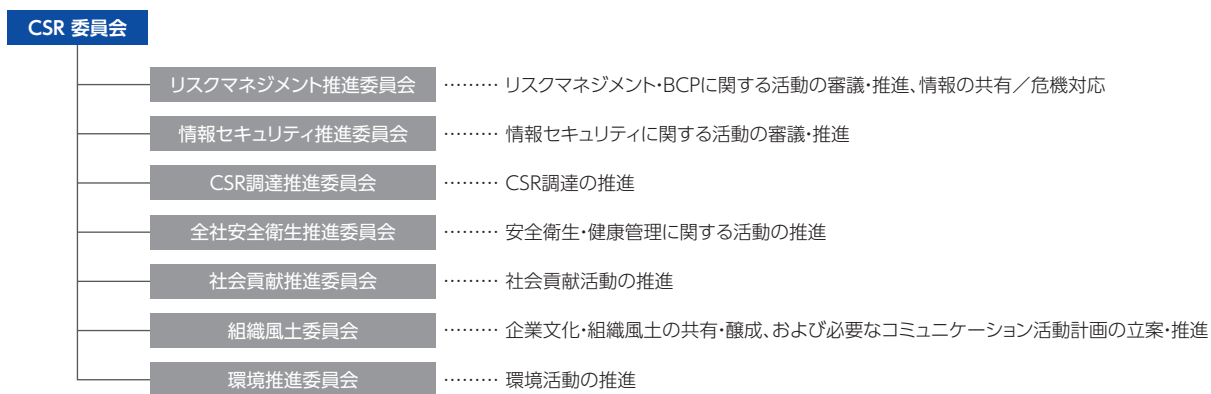 CSR 委員会
リスクマネジメント推進委員会 ……… リスクマネジメント・BCPに関する活動の審議・推進、情報の共有／危機対応
情報セキュリティ推進委員会 ……… 情報セキュリティに関する活動の審議・推進
CSR調達推進委員会 ……… CSR調達の推進
全社安全衛生推進委員会 ……… 安全衛生・健康管理に関する活動の推進
社会貢献推進委員会 ……… 社会貢献活動の推進
組織風土委員会 ……… 企業文化・組織風土の共有・醸成、および必要なコミュニケーション活動計画の立案・推進
環境推進委員会 ……… 環境活動の推進